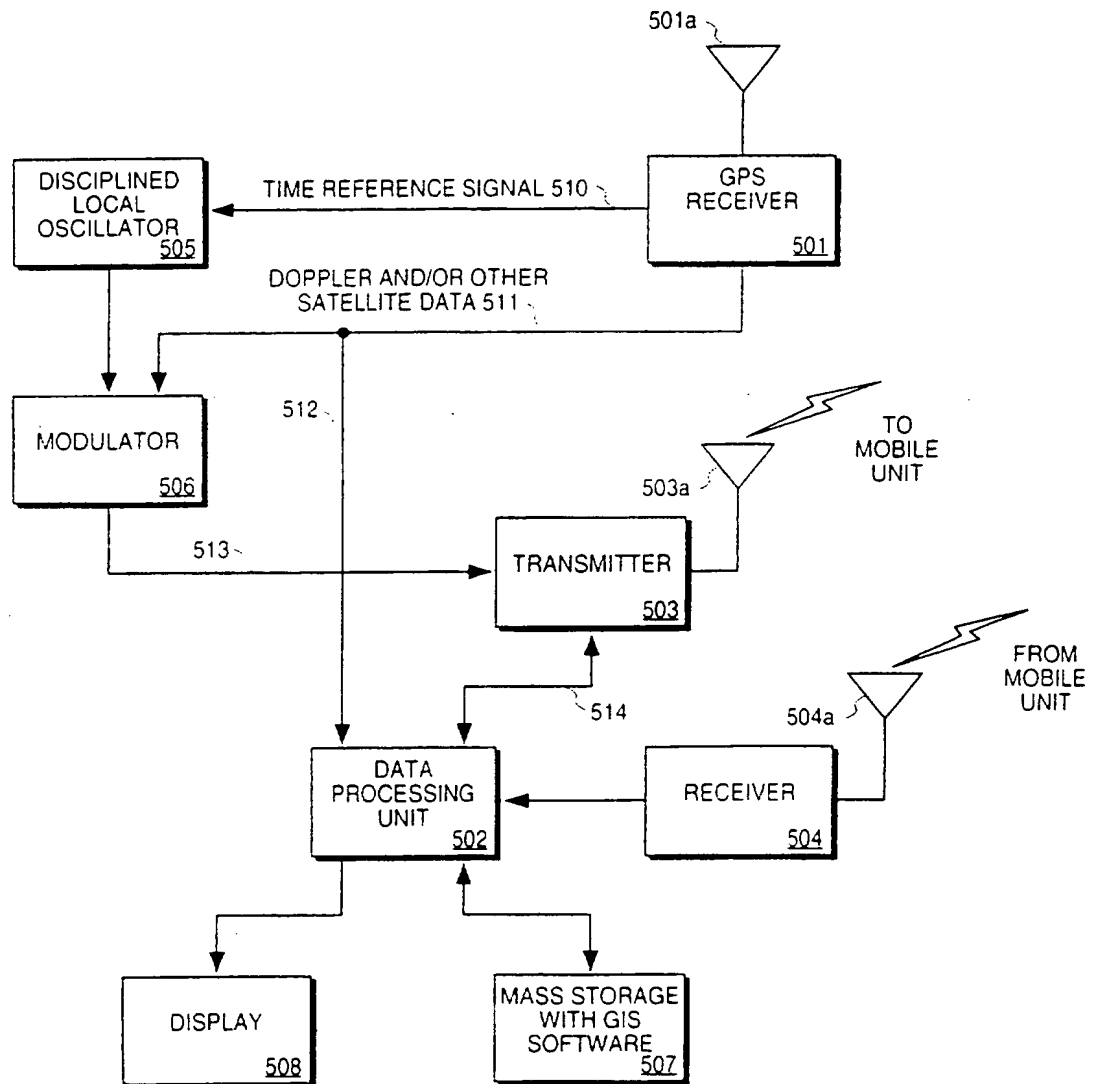 501a
DISCIPLINED
LOCAL
OSCILLATOR
505
TIME REFERENCE SIGNAL 510
GPS
RECEIVER
501
DOPPLER AND/OR OTHER
SATELLITE DATA 511
MODULATOR
506
512
TO
MOBILE
UNIT
503a
513
TRANSMITTER
503
FROM
MOBILE
UNIT
514
504a
DATA
PROCESSING
UNIT
502
RECEIVER
504
DISPLAY
508
MASS STORAGE
WITH GIS
SOFTWARE
507